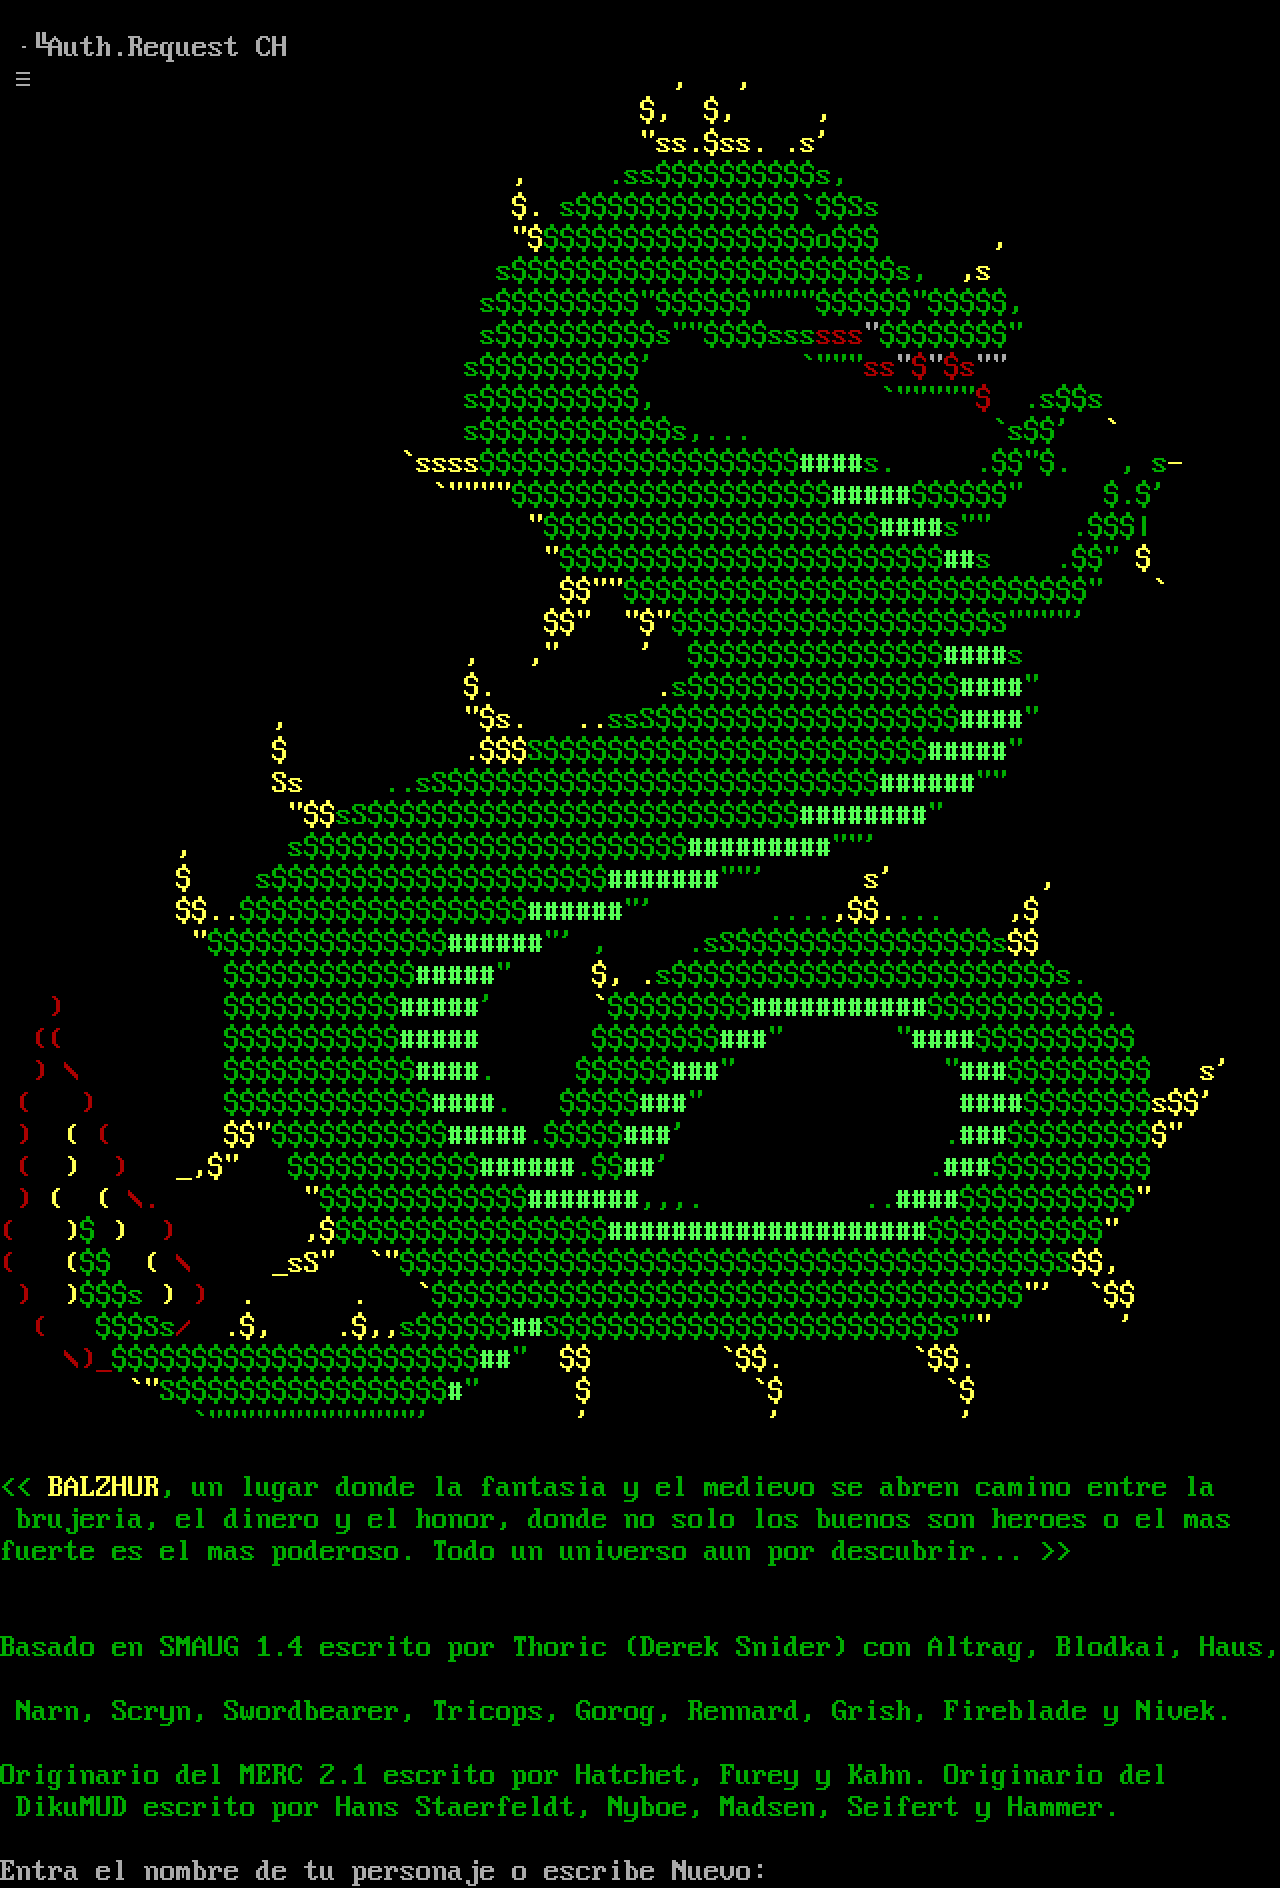 Auth.Request CH
<< BALZHUR, un lugar donde la fantasia y el medievo se abren camino entre la
brujeria, el dinero y el honor, donde no solo los buenos son heroes o el mas
fuerte es el mas poderoso. Todo un universo aun por descubrir... >>
Basado en SMAUG 1.4 escrito por Thoric (Derek Snider) con Altrag, Blodkai, Haus,
Narn, Scryn, Swordbearer, Tricops, Gorog, Rennard, Grish, Fireblade y Nivek.
Originario del MERC 2.1 escrito por Hatchet, Furey y Kahn. Originario del
DikuMUD escrito por Hans Staerfeldt, Nyboe, Madsen, Seifert y Hammer.
Entra el nombre de tu personaje o escribe Nuevo: